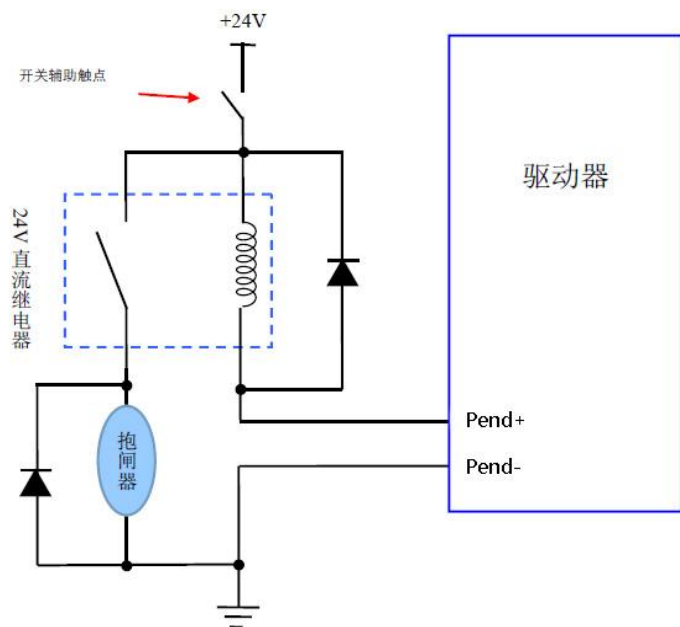 +24V
开关辅助触点
驱动器
24V 直流继电器
Pend+
抱闸器
Pend-